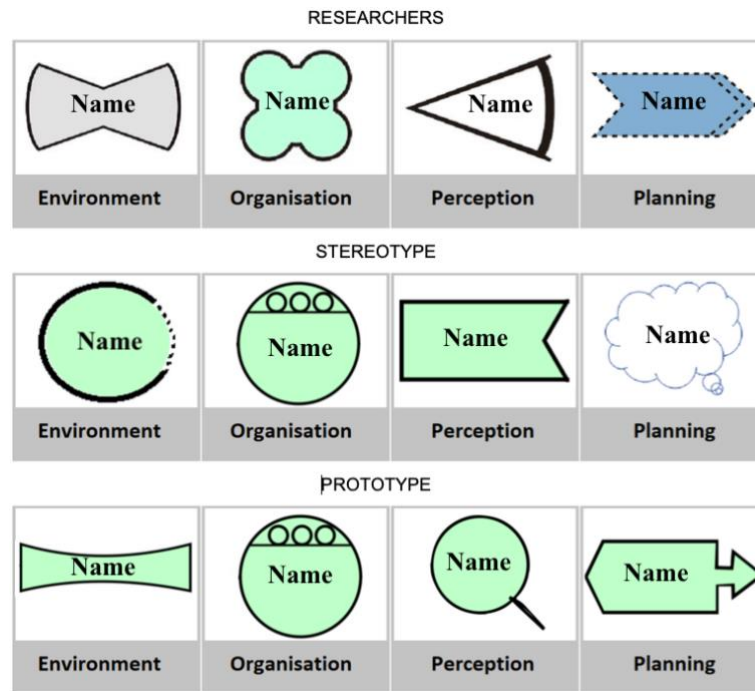 RESEARCHERS
Name Name Name Name
Environment Organisation Perception Planning
STEREOTYPE
Name Name Name Name
Environment Organisation Perception Planning
PROTOTYPE
Name Name Name Name
Environment Organisation Perception Planning